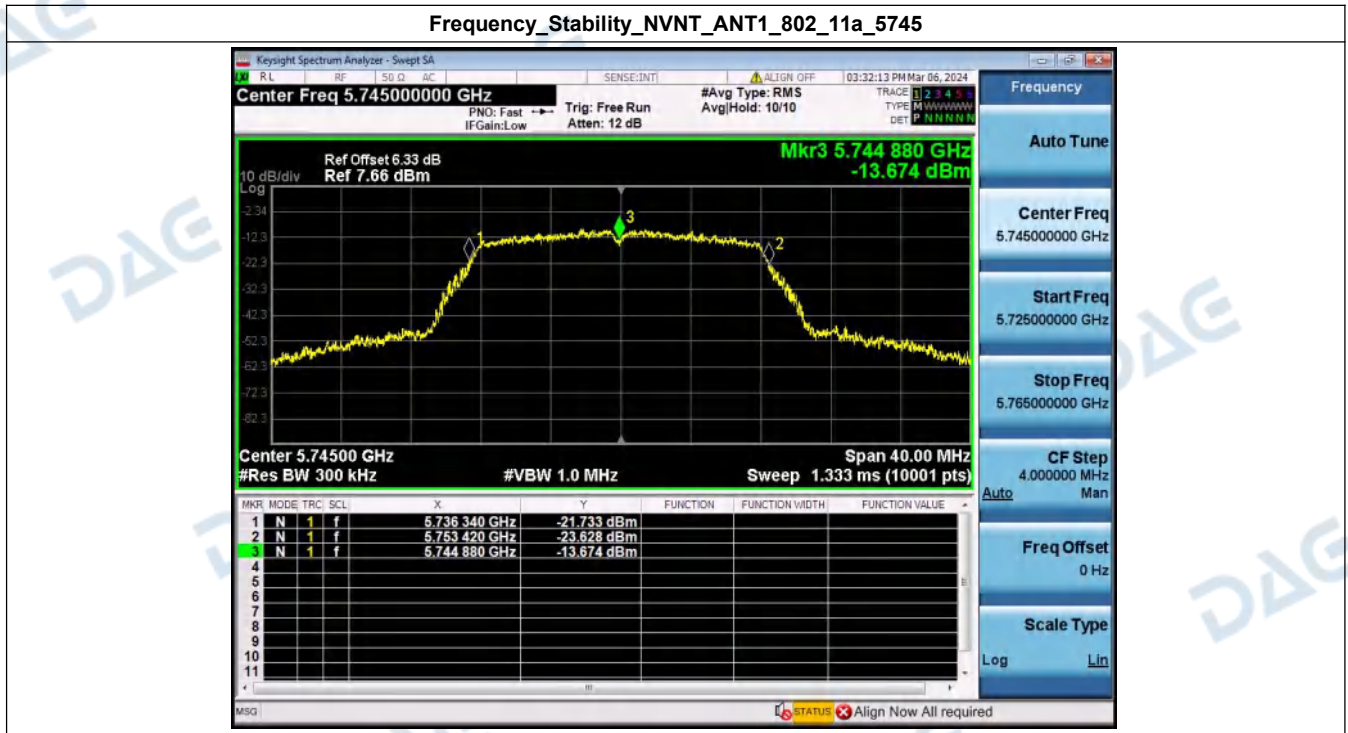 Frequency_Stability_NVNT_ANT1_802_11a_5745
Keysight Spectrum Analyzer - Swept SA
LXI RL RF 50 Ω AC SENSE:INT ALIGN OFF 03:32:13 PM Mar 06, 2024
Center Freq 5.745000000 GHz
PNO: Fast Trig: Free Run
IFGain:Low Atten: 12 dB
#Avg Type: RMS
Avg|Hold: 10/10
TRACE 1 2 3 4 5 6
TYPE M WWWWW
DET P N N N N N
Mkr3 5.744 880 GHz
-13.674 dBm
Ref Offset 6.33 dB
10 dB/div Ref 7.66 dBm
Log
-2.34
-12.3
-22.3
-32.3
-42.3
-52.3
-62.3
-72.3
-82.3
1
3
2
Center 5.74500 GHz Span 40.00 MHz
#Res BW 300 kHz #VBW 1.0 MHz Sweep 1.333 ms (10001 pts)
MKR MODE TRC SCL X Y FUNCTION FUNCTION WIDTH FUNCTION VALUE
1 N 1 f 5.736 340 GHz -21.733 dBm
2 N 1 f 5.753 420 GHz -23.628 dBm
3 N 1 f 5.744 880 GHz -13.674 dBm
4
5
6
7
8
9
10
11
MSG STATUS Align Now All required
Frequency
Auto Tune
Center Freq
5.745000000 GHz
Start Freq
5.725000000 GHz
Stop Freq
5.765000000 GHz
CF Step
4.000000 MHz
Auto Man
Freq Offset
0 Hz
Scale Type
Log Lin
DAG
DAG
DAG